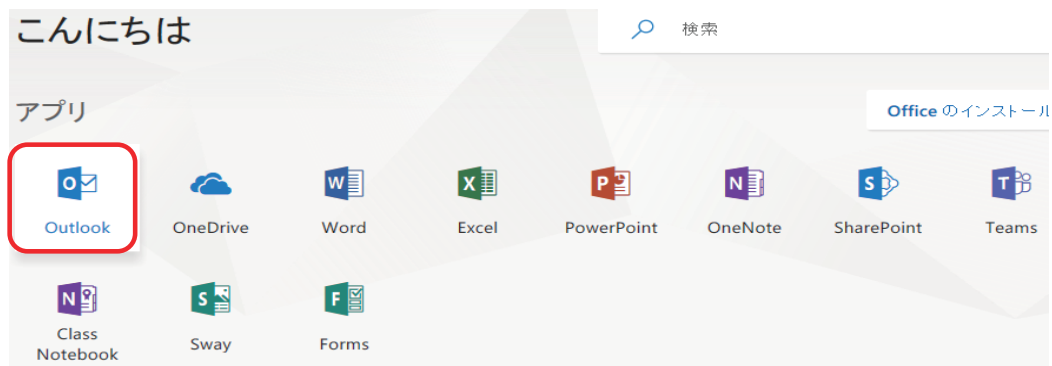 こんにちは
検索
アプリ
Office のインストール
Outlook
OneDrive
Word
Excel
PowerPoint
OneNote
SharePoint
Teams
Class
Notebook
Sway
Forms